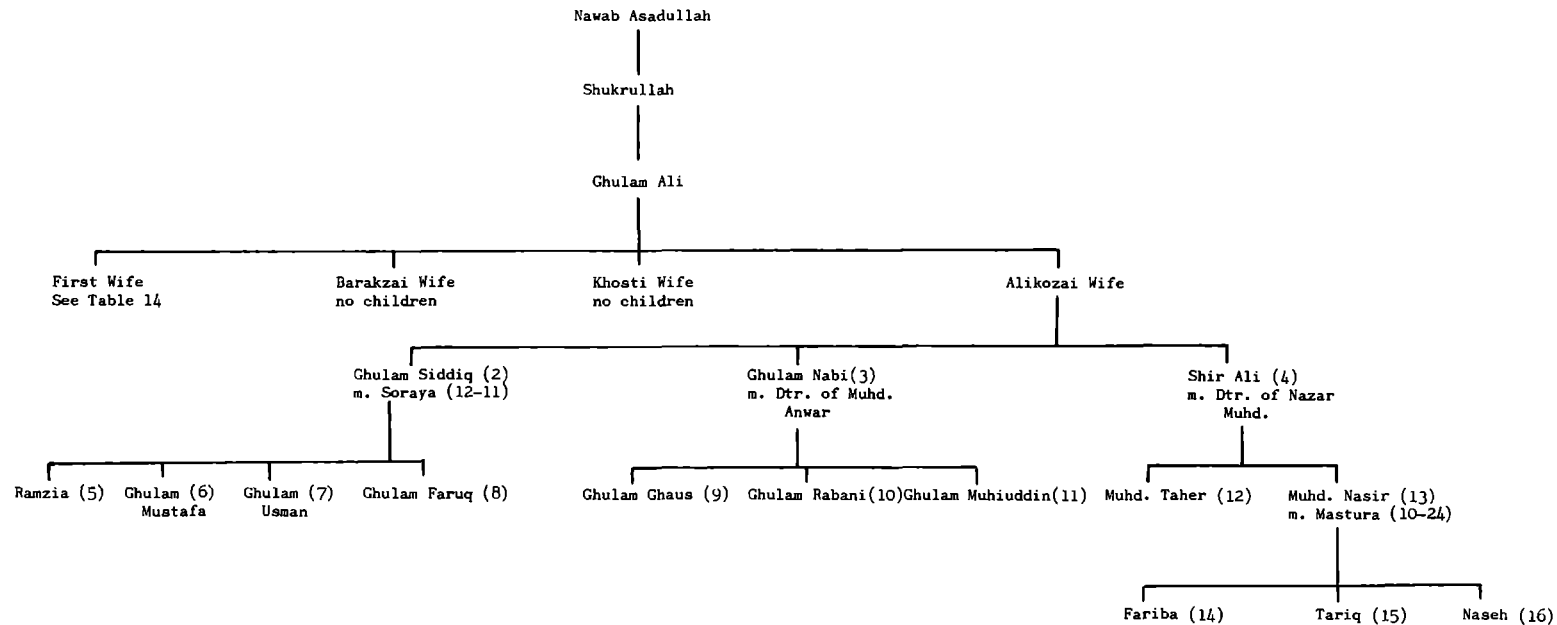 Nawab Asadullah
Shukrullah
Ghulam Ali
First Wife
See Table 14
Barakzai Wife
no children
Khosti Wife
no children
Alikozai Wife
Ghulam Siddiq (2)
m. Soraya (12-11)
Ghulam Nabi(3)
m. Dtr. of Muhd.
Anwar
Shir Ali (4)
m. Dtr. of Nazar
Muhd.
Ramzia (5)
Ghulam (6)
Mustafa
Ghulam (7)
Usman
Ghulam Faruq (8)
Ghulam Ghaus (9)
Ghulam Rabani(10)
Ghulam Muhiuddin(11)
Muhd. Taher (12)
Muhd. Nasir (13)
m. Mastura (10-24)
Fariba (14)
Tariq (15)
Naseh (16)